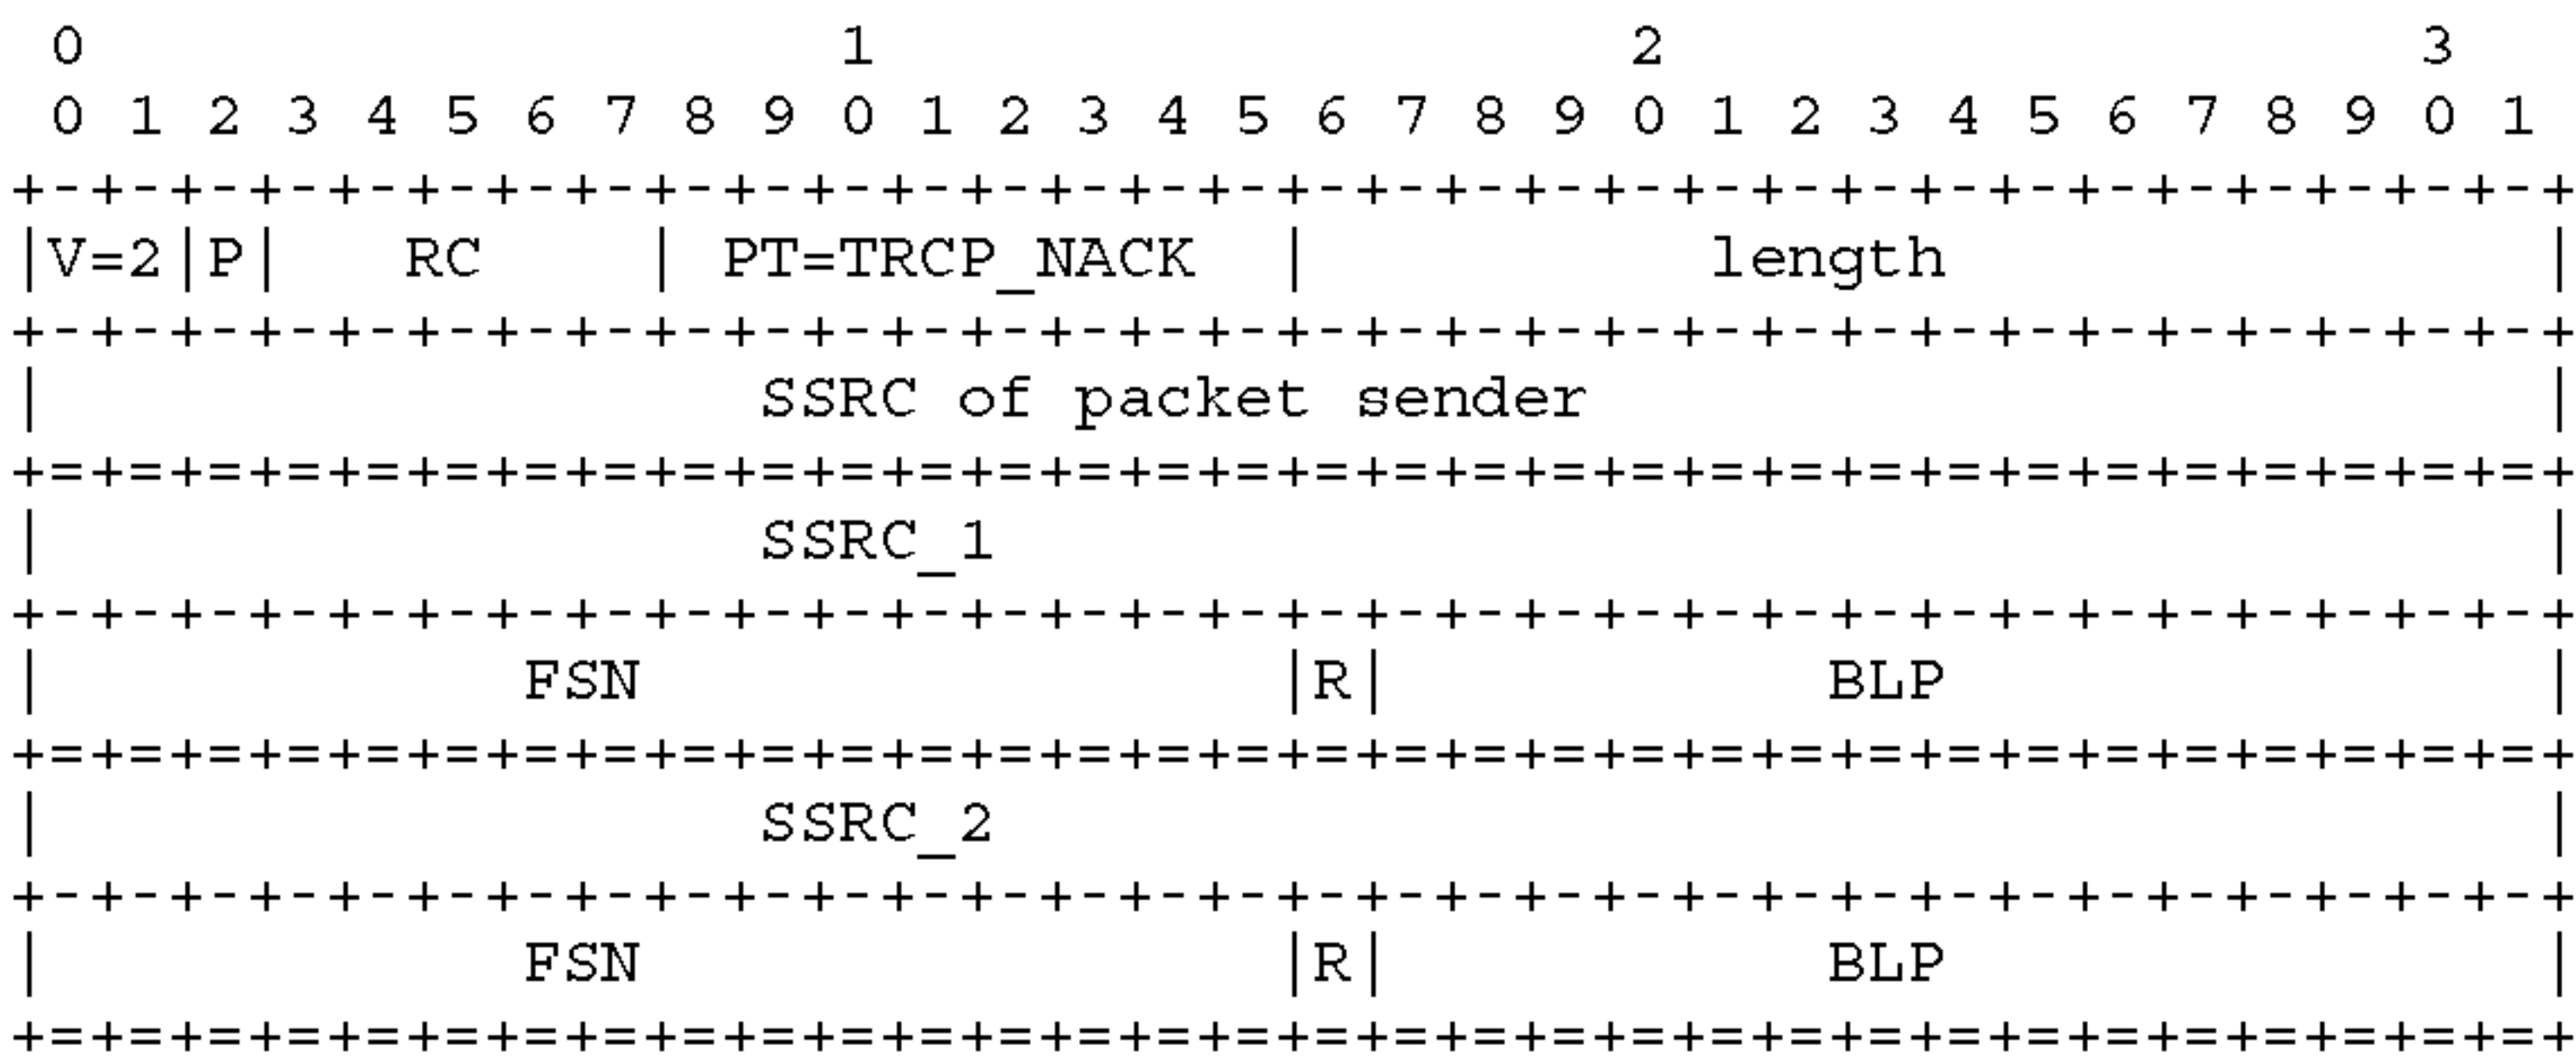 0                   1                   2                   3
 0 1 2 3 4 5 6 7 8 9 0 1 2 3 4 5 6 7 8 9 0 1 2 3 4 5 6 7 8 9 0 1
+-+-+-+-+-+-+-+-+-+-+-+-+-+-+-+-+-+-+-+-+-+-+-+-+-+-+-+-+-+-+-+-+
|V=2|P|   RC    | PT=TRCP_NACK  |          length               |
+-+-+-+-+-+-+-+-+-+-+-+-+-+-+-+-+-+-+-+-+-+-+-+-+-+-+-+-+-+-+-+-+
|                  SSRC of packet sender                        |
+=+=+=+=+=+=+=+=+=+=+=+=+=+=+=+=+=+=+=+=+=+=+=+=+=+=+=+=+=+=+=+=+
|                  SSRC_1                                       |
+-+-+-+-+-+-+-+-+-+-+-+-+-+-+-+-+-+-+-+-+-+-+-+-+-+-+-+-+-+-+-+-+
|            FSN                |R|           BLP               |
+=+=+=+=+=+=+=+=+=+=+=+=+=+=+=+=+=+=+=+=+=+=+=+=+=+=+=+=+=+=+=+=+
|                  SSRC_2                                       |
+-+-+-+-+-+-+-+-+-+-+-+-+-+-+-+-+-+-+-+-+-+-+-+-+-+-+-+-+-+-+-+-+
|            FSN                |R|           BLP               |
+=+=+=+=+=+=+=+=+=+=+=+=+=+=+=+=+=+=+=+=+=+=+=+=+=+=+=+=+=+=+=+=+